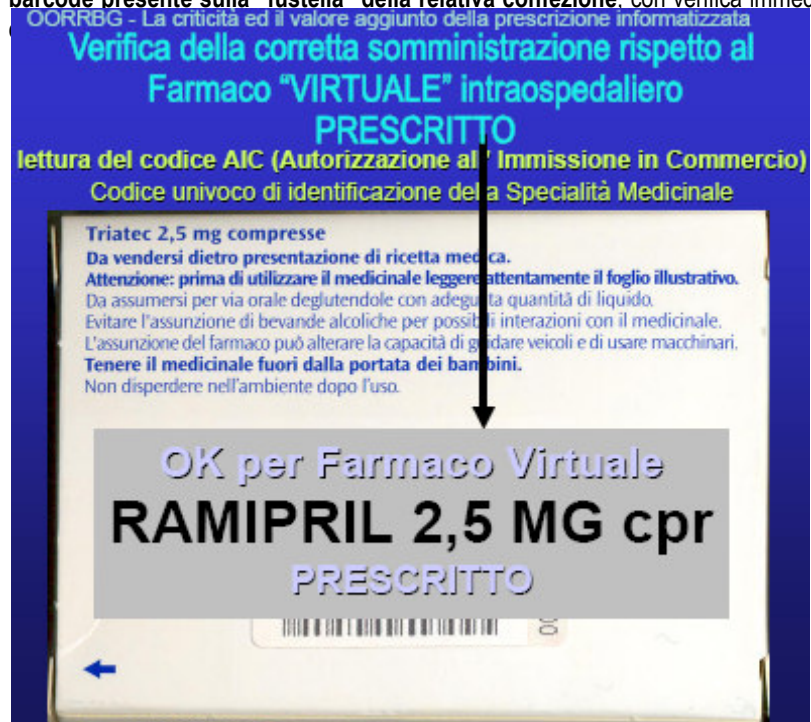 barcode presente sulla "fustella" della relativa confezione, con verifica immed
OORRBG - La criticità ed il valore aggiunto della prescrizione informatizzata
Verifica della corretta somministrazione rispetto al
Farmaco "VIRTUALE" intraospedaliero
PRESCRITTO
lettura del codice AIC (Autorizzazione all' Immissione in Commercio)
Codice univoco di identificazione della Specialità Medicinale
Triatec 2,5 mg compresse
Da vendersi dietro presentazione di ricetta medica.
Attenzione: prima di utilizzare il medicinale leggere attentamente il foglio illustrativo.
Da assumersi per via orale deglutendole con adeguata quantità di liquido.
Evitare l'assunzione di bevande alcoliche per possibili interazioni con il medicinale.
L'assunzione del farmaco può alterare la capacità di guidare veicoli e di usare macchinari.
Tenere il medicinale fuori dalla portata dei bambini.
Non disperdere nell'ambiente dopo l'uso.
OK per Farmaco Virtuale
RAMIPRIL 2,5 MG cpr
PRESCRITTO